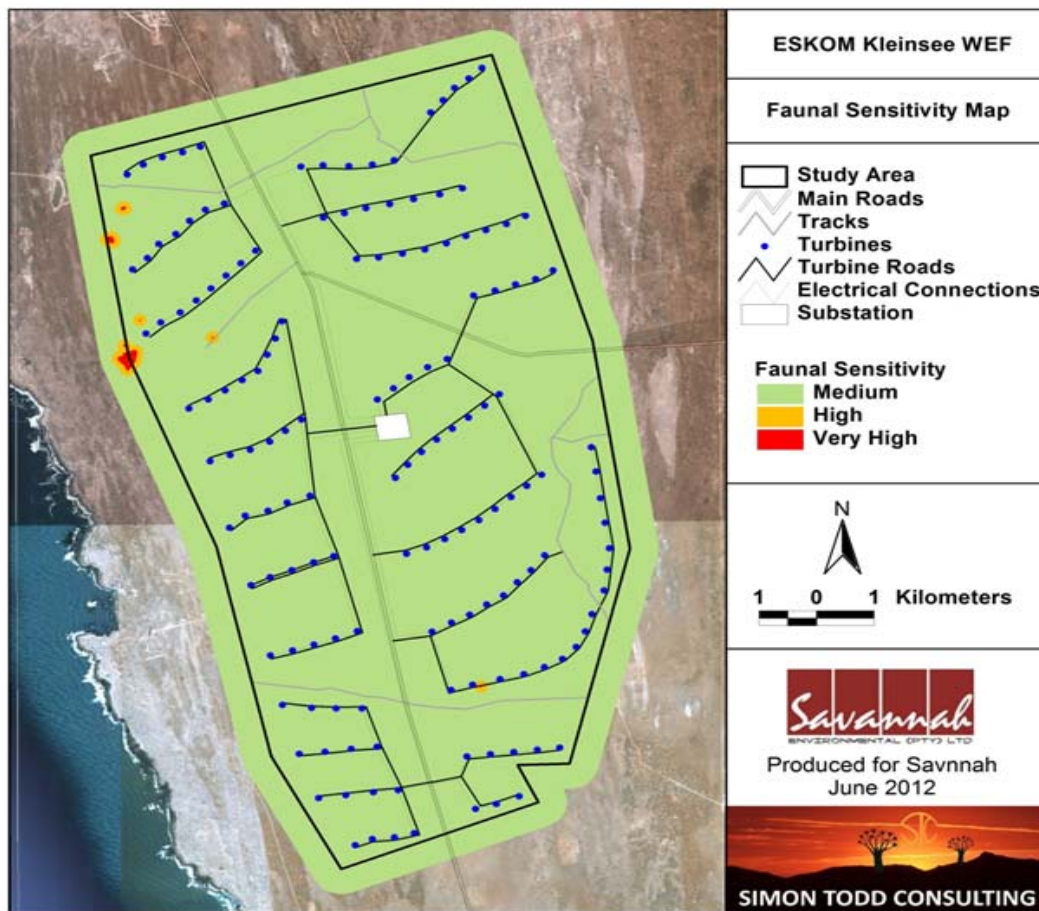 ESKOM Kleinsee WEF
Faunal Sensitivity Map
Study Area
Main Roads
Tracks
Turbines
Turbine Roads
Electrical Connections
Substation
Faunal Sensitivity
Medium
High
Very High
N
1 0 1 Kilometers
Savannah
ENVIRONMENTAL (PTY) LTD
Produced for Savnnah
June 2012
SIMON TODD CONSULTING